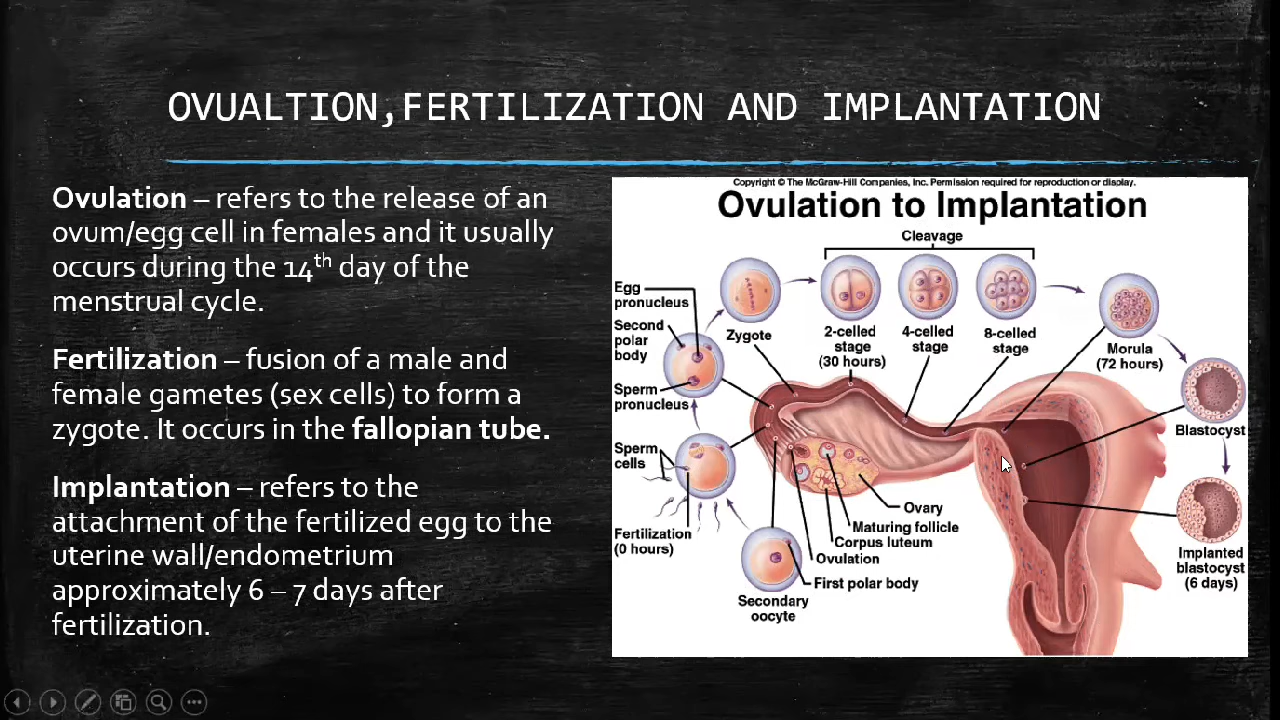 OVUALTION,FERTILIZATION AND IMPLANTATION
Ovulation – refers to the release of an
ovum/egg cell in females and it usually
occurs during the 14th day of the
menstrual cycle.
Fertilization – fusion of a male and
female gametes (sex cells) to form a
zygote. It occurs in the fallopian tube.
Implantation – refers to the
attachment of the fertilized egg to the
uterine wall/endometrium
approximately 6 – 7 days after
fertilization.
Copyright © The McGraw-Hill Companies, Inc. Permission required for reproduction or display.
Ovulation to Implantation
Cleavage
Egg
pronucleus
Second
polar
body
Sperm
pronucleus
Sperm
cells
Fertilization
(0 hours)
Zygote
2-celled
stage
(30 hours)
4-celled
stage
8-celled
stage
Morula
(72 hours)
Blastocyst
Implanted
blastocyst
(6 days)
Ovary
Maturing follicle
Corpus luteum
Ovulation
First polar body
Secondary
oocyte